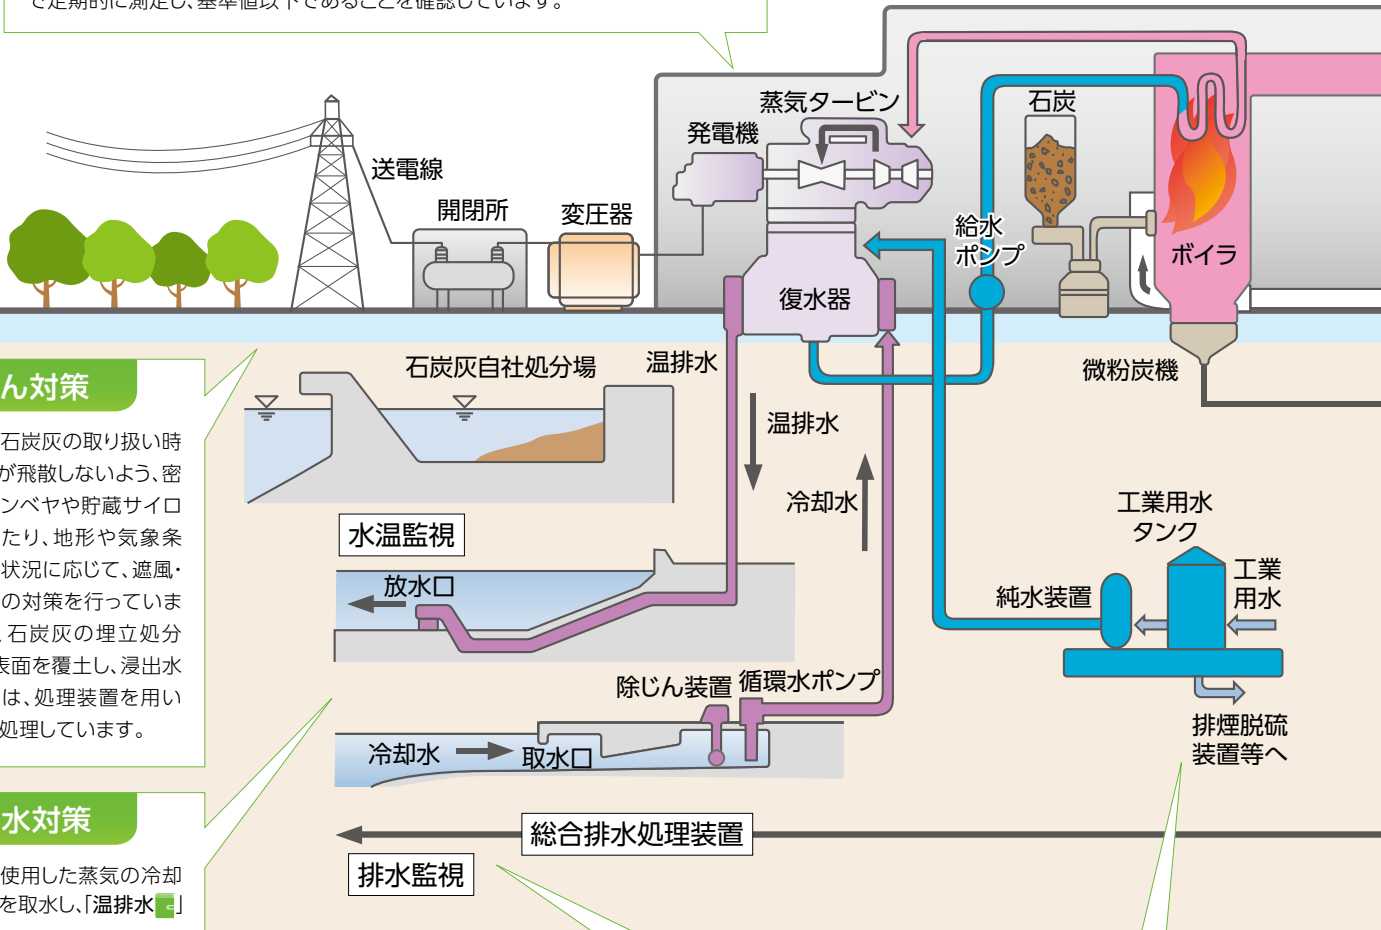 で定期的に測定し、基準値以下であることを確認しています。
蒸気タービン
石炭
発電機
送電線
開閉所
変圧器
給水
ポンプ
ボイラ
復水器
微粉炭機
石炭灰自社処分場
温排水
ん対策
温排水
石炭灰の取り扱い時
が飛散しないよう、密
ンベヤや貯蔵サイロ
たり、地形や気象条
状況に応じて、遮風・
の対策を行っていま
、石炭灰の埋立処分
表面を覆土し、浸出水
は、処理装置を用い
処理しています。
冷却水
水温監視
放水口
工業用水
タンク
工業
用水
純水装置
除じん装置
循環水ポンプ
冷却水
取水口
排煙脱硫
装置等へ
水対策
総合排水処理装置
排水監視
使用した蒸気の冷却
を取水し、「温排水」